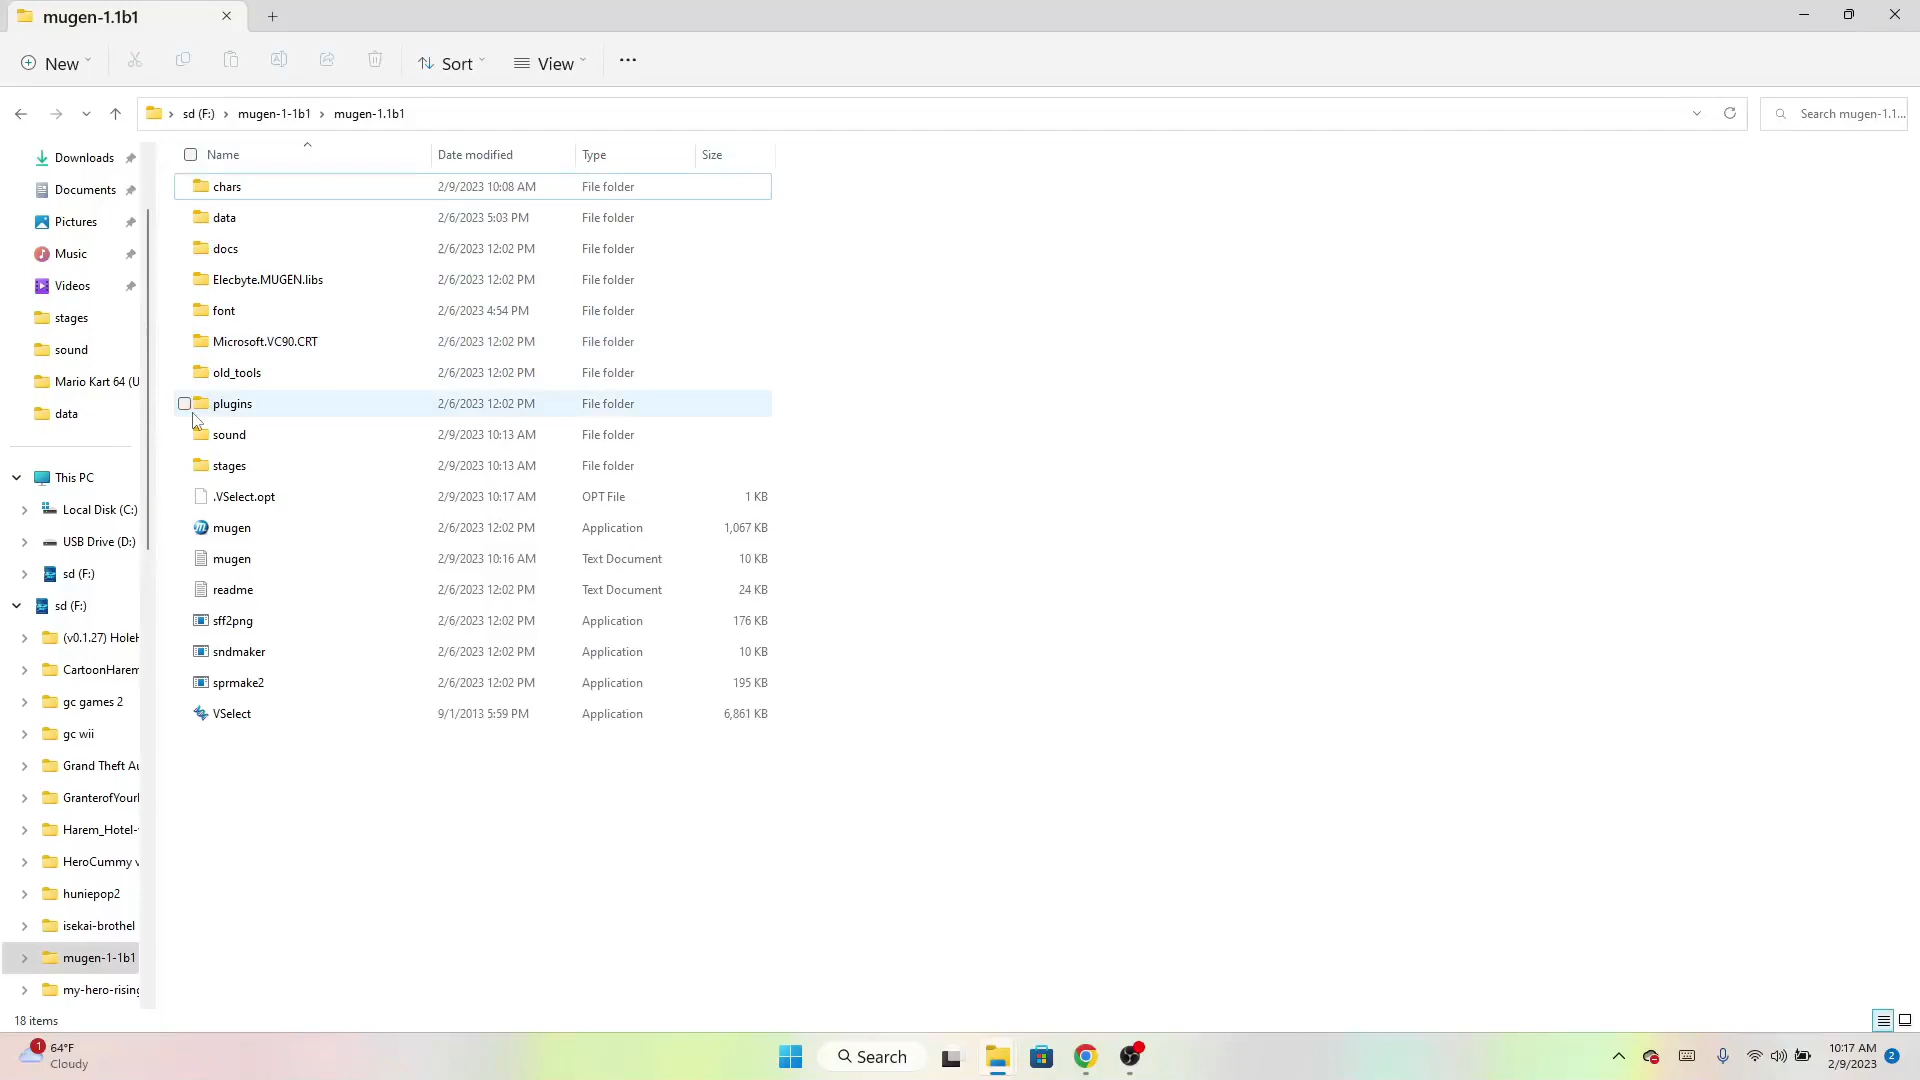 mugen-1.1b1
New
Sort
View
sd (F:) › mugen-1-1b1 › mugen-1.1b1
Search mugen-1.1...
Name Date modified Type Size
Downloads
Documents
Pictures
Music
Videos
stages
sound
Mario Kart 64 (U
data
This PC
Local Disk (C:)
USB Drive (D:)
sd (F:)
sd (F:)
(v0.1.27) HoleH
CartoonHarem
gc games 2
gc wii
Grand Theft Au
GranterofYourI
Harem_Hotel-
HeroCummy v
huniepop2
isekai-brothel
mugen-1-1b1
my-hero-rising
chars 2/9/2023 10:08 AM File folder
data 2/6/2023 5:03 PM File folder
docs 2/6/2023 12:02 PM File folder
Elecbyte.MUGEN.libs 2/6/2023 12:02 PM File folder
font 2/6/2023 4:54 PM File folder
Microsoft.VC90.CRT 2/6/2023 12:02 PM File folder
old_tools 2/6/2023 12:02 PM File folder
plugins 2/6/2023 12:02 PM File folder
sound 2/9/2023 10:13 AM File folder
stages 2/9/2023 10:13 AM File folder
.VSelect.opt 2/9/2023 10:17 AM OPT File 1 KB
mugen 2/6/2023 12:02 PM Application 1,067 KB
mugen 2/9/2023 10:16 AM Text Document 10 KB
readme 2/6/2023 12:02 PM Text Document 24 KB
sff2png 2/6/2023 12:02 PM Application 176 KB
sndmaker 2/6/2023 12:02 PM Application 10 KB
sprmake2 2/6/2023 12:02 PM Application 195 KB
VSelect 9/1/2013 5:59 PM Application 6,861 KB
18 items
1
64°F
Cloudy
Search
10:17 AM
2/9/2023
2